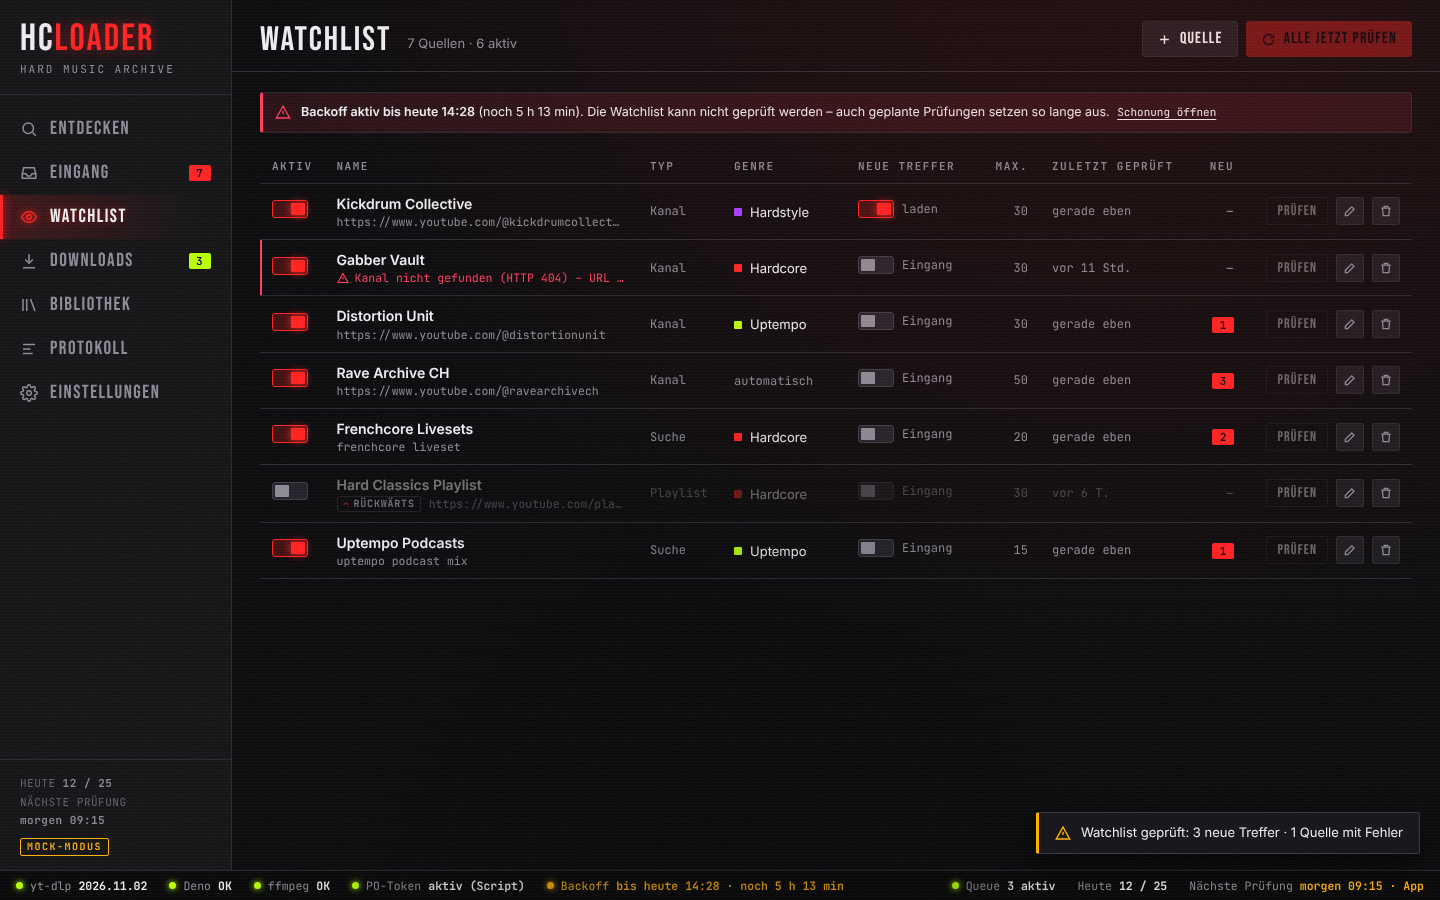 HCLOADER
HARD MUSIC ARCHIVE
ENTDECKEN
EINGANG 7
WATCHLIST
DOWNLOADS 3
BIBLIOTHEK
PROTOKOLL
EINSTELLUNGEN
HEUTE 12 / 25
NÄCHSTE PRÜFUNG
morgen 09:15
MOCK-MODUS
WATCHLIST 7 Quellen · 6 aktiv
+ QUELLE
ALLE JETZT PRÜFEN
Backoff aktiv bis heute 14:28 (noch 5 h 13 min). Die Watchlist kann nicht geprüft werden – auch geplante Prüfungen setzen so lange aus. Schonung öffnen
AKTIV NAME TYP GENRE NEUE TREFFER MAX. ZULETZT GEPRÜFT NEU
Kickdrum Collective
https://www.youtube.com/@kickdrumcollect…
Kanal Hardstyle laden 30 gerade eben – PRÜFEN
Gabber Vault
Kanal nicht gefunden (HTTP 404) – URL …
Kanal Hardcore Eingang 30 vor 11 Std. – PRÜFEN
Distortion Unit
https://www.youtube.com/@distortionunit
Kanal Uptempo Eingang 30 gerade eben 1 PRÜFEN
Rave Archive CH
https://www.youtube.com/@ravearchivech
Kanal automatisch Eingang 50 gerade eben 3 PRÜFEN
Frenchcore Livesets
frenchcore liveset
Suche Hardcore Eingang 20 gerade eben 2 PRÜFEN
Hard Classics Playlist
RÜCKWÄRTS https://www.youtube.com/pla…
Playlist Hardcore Eingang 30 vor 6 T. – PRÜFEN
Uptempo Podcasts
uptempo podcast mix
Suche Uptempo Eingang 15 gerade eben 1 PRÜFEN
Watchlist geprüft: 3 neue Treffer · 1 Quelle mit Fehler
yt-dlp 2026.11.02 Deno OK ffmpeg OK PO-Token aktiv (Script) Backoff bis heute 14:28 · noch 5 h 13 min Queue 3 aktiv Heute 12 / 25 Nächste Prüfung morgen 09:15 · App